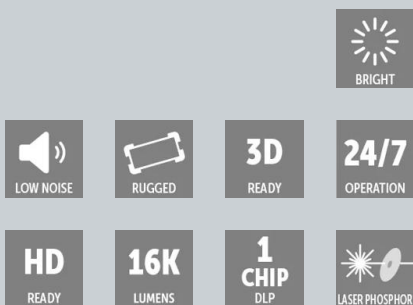 BRIGHT
LOW NOISE
RUGGED
3D
READY
24/7
OPERATION
HD
READY
16K
LUMENS
1
CHIP
DLP
LASER PHOSPHOR